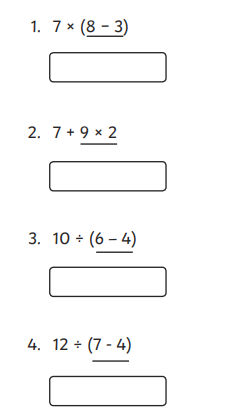 1. 7 × (8 − 3)
2. 7 + 9 × 2
3. 10 ÷ (6 – 4)
4. 12 ÷ (7 - 4)